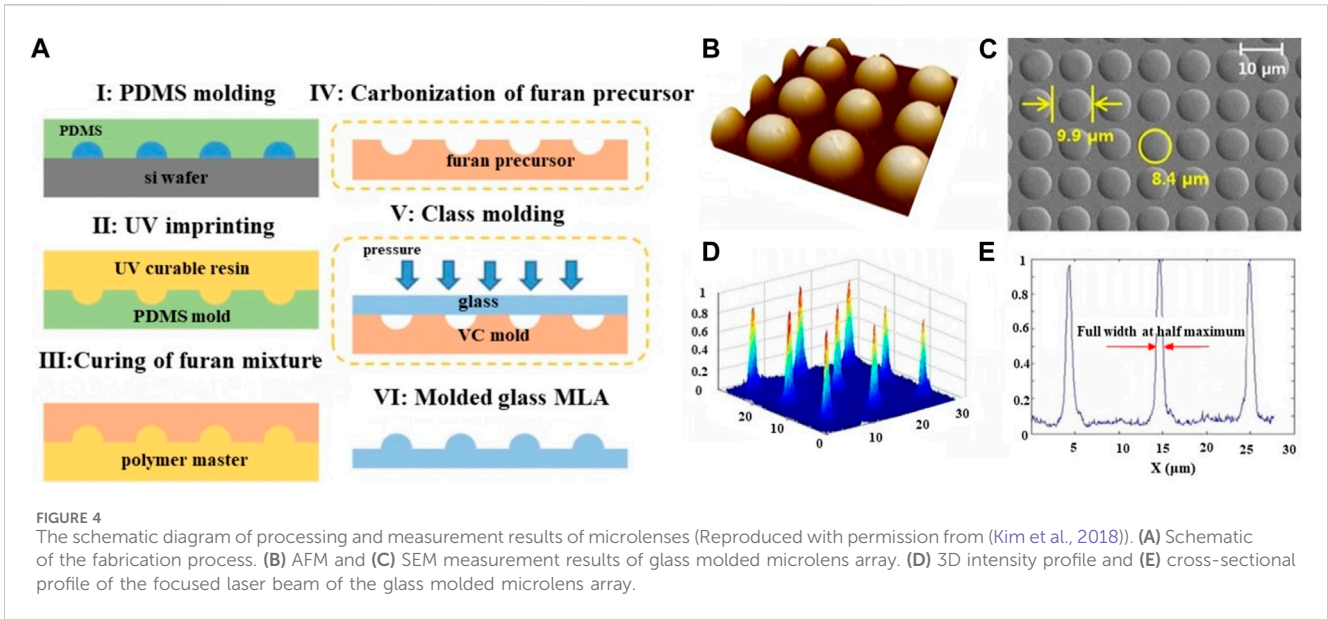 A
I: PDMS molding
PDMS
si wafer
II: UV imprinting
UV curable resin
PDMS mold
III:Curing of furan mixture
polymer master
IV: Carbonization of furan precursor
furan precursor
V: Class molding
pressure
glass
VC mold
VI: Molded glass MLA
B
C
10 µm
9.9 µm
8.4 µm
D
1
0.8
0.6
0.4
0.2
0
20
10
0
10
20
30
E
1
0.8
0.6
0.4
0.2
0
Full width at half maximum
5
10
15
20
25
30
X (µm)
FIGURE 4
The schematic diagram of processing and measurement results of microlenses (Reproduced with permission from (Kim et al., 2018)). (A) Schematic
of the fabrication process. (B) AFM and (C) SEM measurement results of glass molded microlens array. (D) 3D intensity profile and (E) cross-sectional
profile of the focused laser beam of the glass molded microlens array.